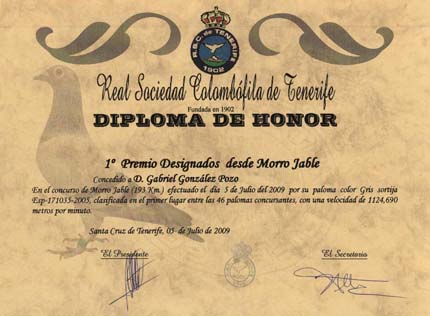 R.S.C. de TENERIFE
1902
Real Sociedad Colombófila de Tenerife
Fundada en 1902
DIPLOMA DE HONOR
1º Premio Designados desde Morro Jable
Concedido a D. Gabriel González Pozo
En el concurso de Morro Jable (193 Km.) efectuado el día 5 de Julio del 2009 por su paloma color Gris sortija
Esp-171035-2005, clasificada en el primer lugar entre las 46 palomas concursantes, con una velocidad de 1124,690
metros por minuto.
Santa Cruz de Tenerife, 05 de Julio de 2009
El Presidente El Secretario